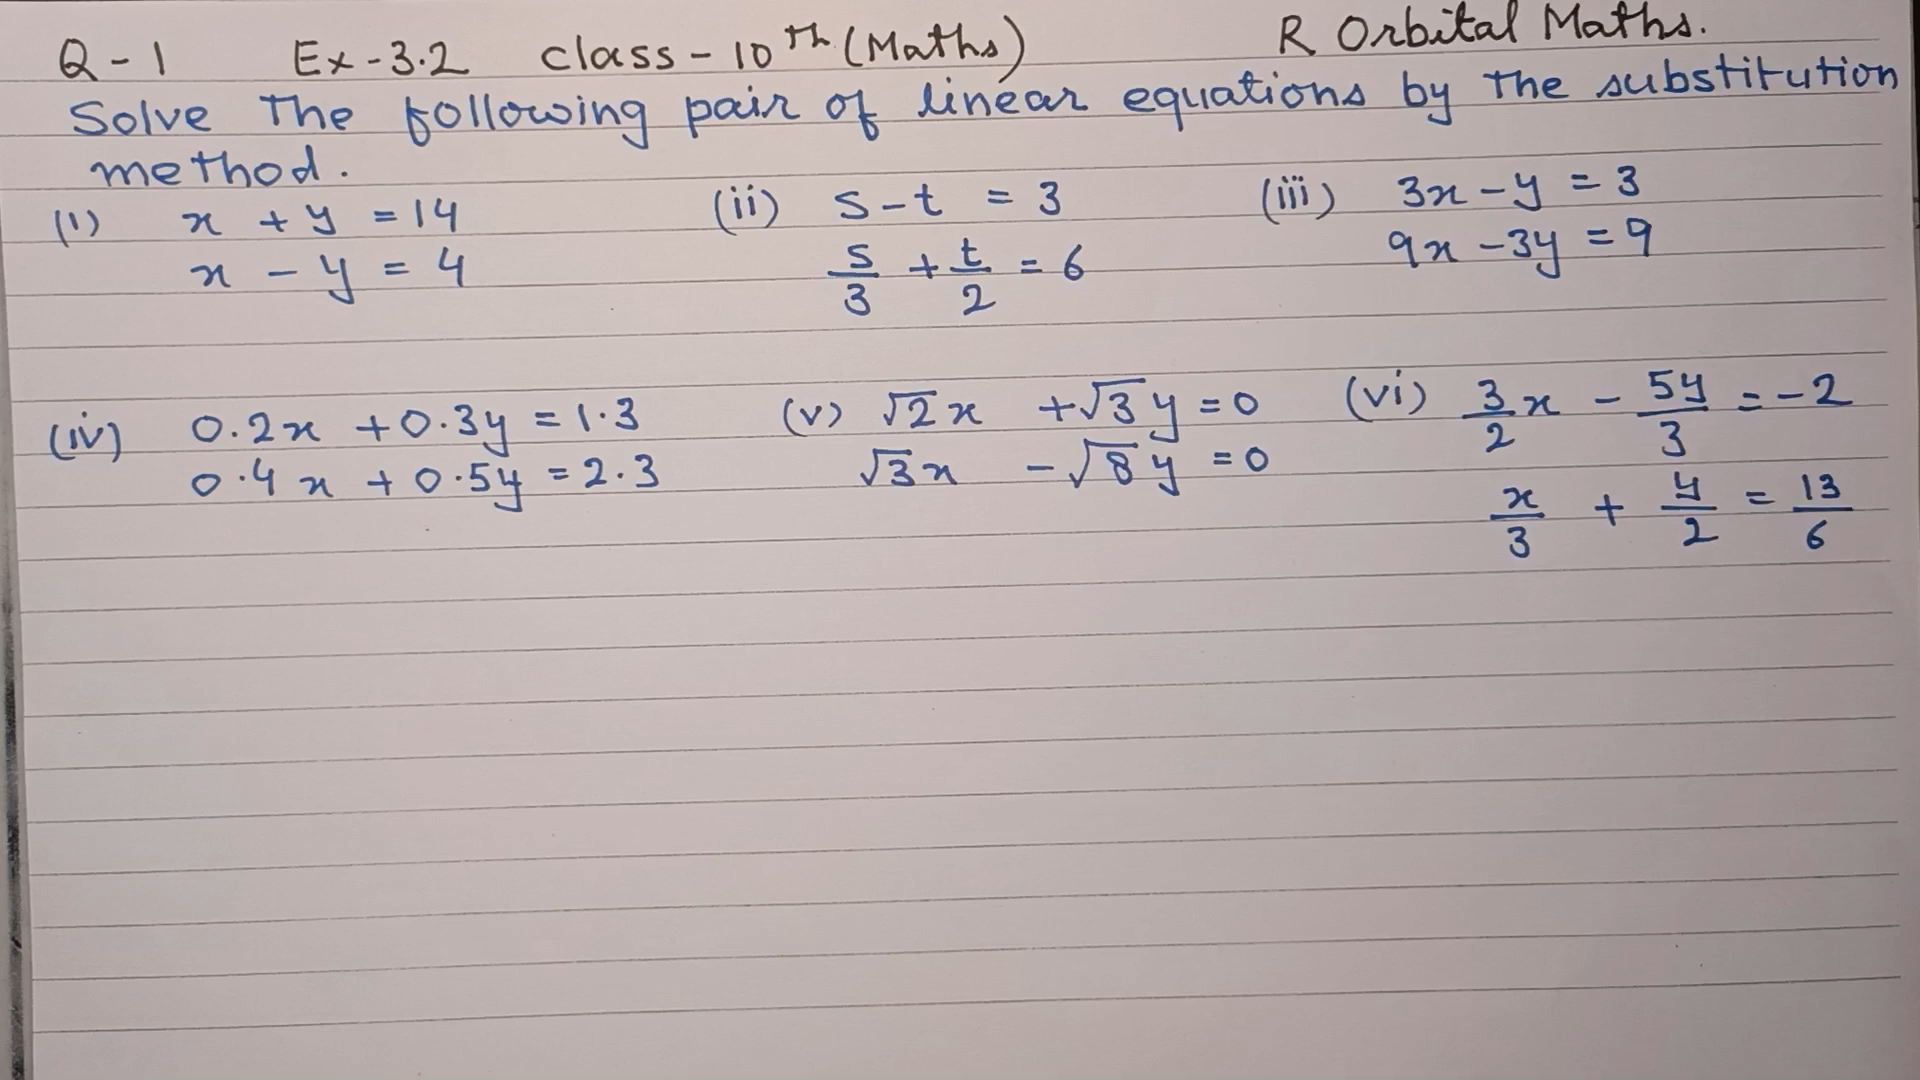 Q-1 Ex-3.2 class-10th (Maths) R Orbital Maths.
Solve the following pair of linear equations by the substitution
method.
(i) x + y = 14 (ii) s - t = 3 (iii) 3x - y = 3
x - y = 4 s/3 + t/2 = 6 9x - 3y = 9
(iv) 0.2x + 0.3y = 1.3 (v) √2x + √3y = 0 (vi) 3/2 x - 5y/3 = -2
0.4x + 0.5y = 2.3 √3x - √8y = 0
x/3 + y/2 = 13/6